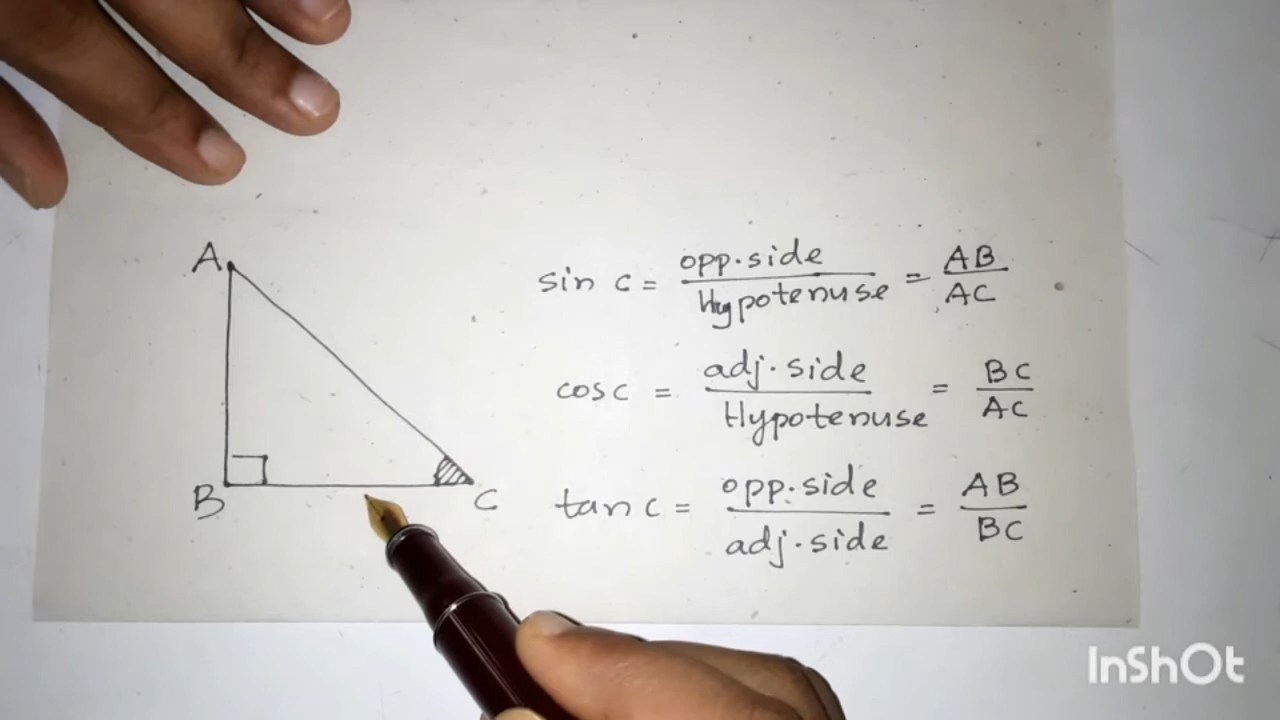 A
B
C
sin C = opp. side / Hypotenuse = AB / AC
cos C = adj. side / Hypotenuse = BC / AC
tan C = opp. side / adj. side = AB / BC
InShOt